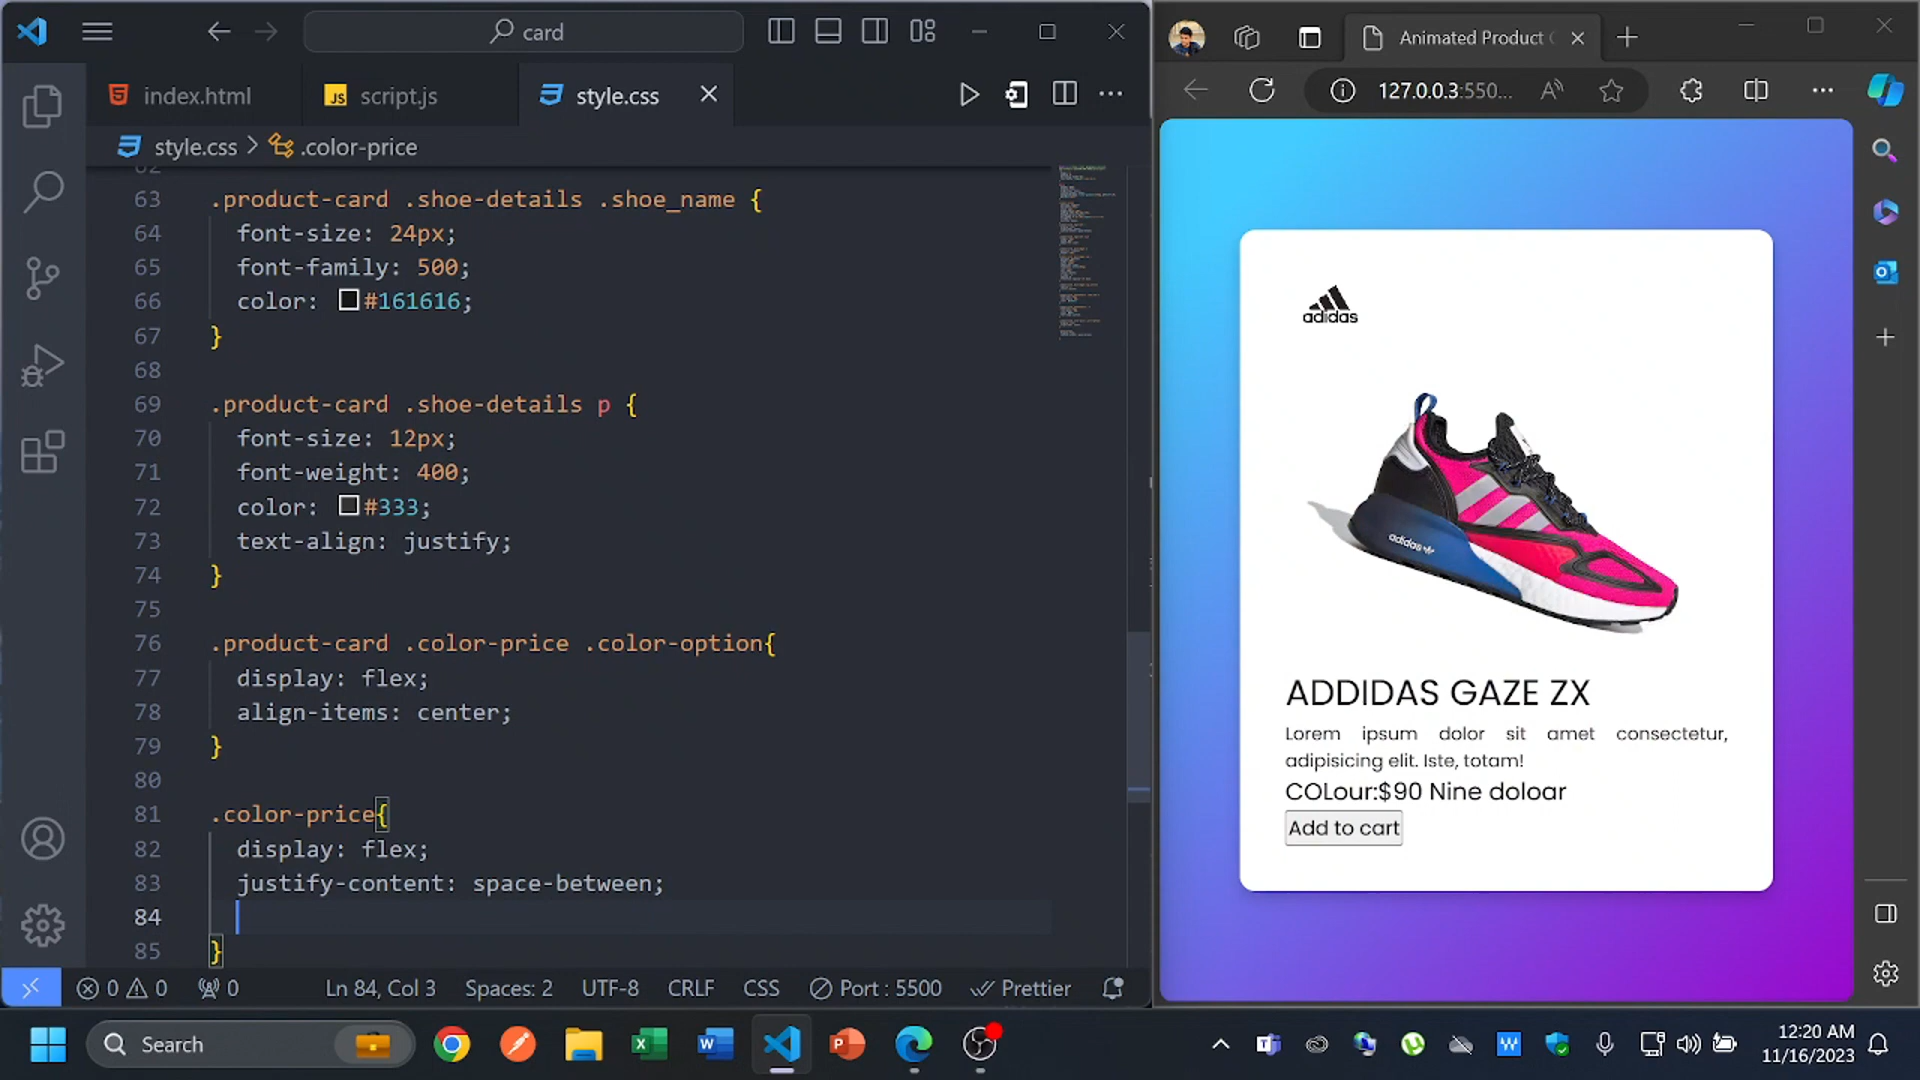 card
index.html
JS script.js
style.css
style.css > .color-price
62
63 .product-card .shoe-details .shoe_name {
64 font-size: 24px;
65 font-family: 500;
66 color: #161616;
67 }
68
69 .product-card .shoe-details p {
70 font-size: 12px;
71 font-weight: 400;
72 color: #333;
73 text-align: justify;
74 }
75
76 .product-card .color-price .color-option{
77 display: flex;
78 align-items: center;
79 }
80
81 .color-price{
82 display: flex;
83 justify-content: space-between;
84
85 }
0 0 0 Ln 84, Col 3 Spaces: 2 UTF-8 CRLF CSS Port : 5500 Prettier
Animated Product
127.0.0.3:550...
adidas
adidas
ADDIDAS GAZE ZX
Lorem ipsum dolor sit amet consectetur,
adipisicing elit. Iste, totam!
COLour:$90 Nine doloar
Add to cart
Search
12:20 AM
11/16/2023